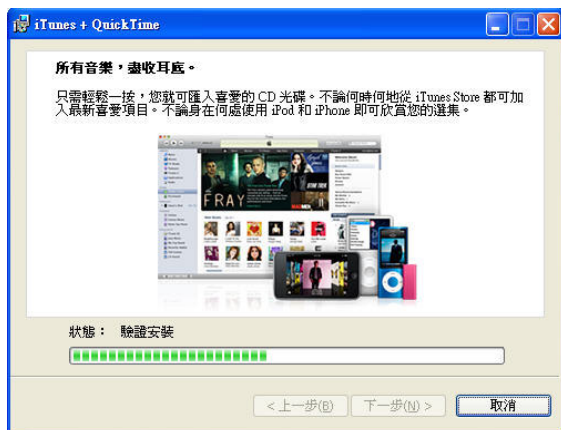 iTunes + QuickTime
所有音樂，盡收耳底。
只需輕鬆一按，您就可匯入喜愛的 CD 光碟。不論何時何地從 iTunes Store 都可加
入最新喜愛項目。不論身在何處使用 iPod 和 iPhone 即可欣賞您的選集。
FRAY
STAR TREK
狀態： 驗證安裝
< 上一步(B)
下一步(N) >
取消